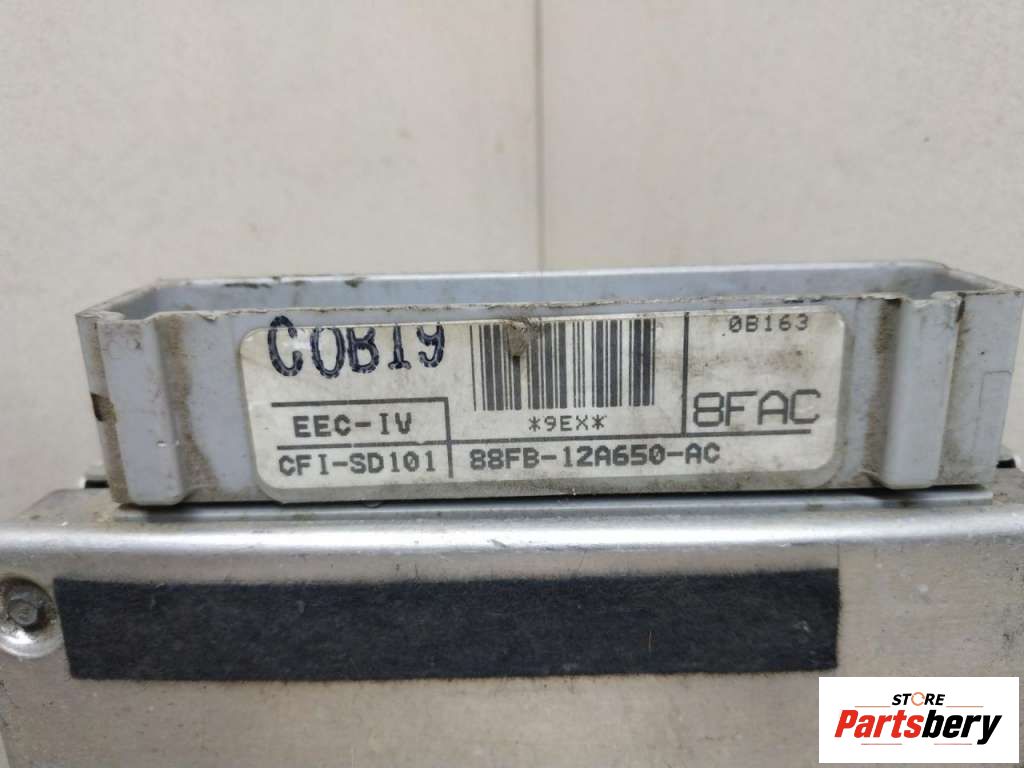 C0B19
0B163
EEC-IV
*9EX*
8FAC
CFI-SD101
88FB-12A650-AC
STORE
Partsbery